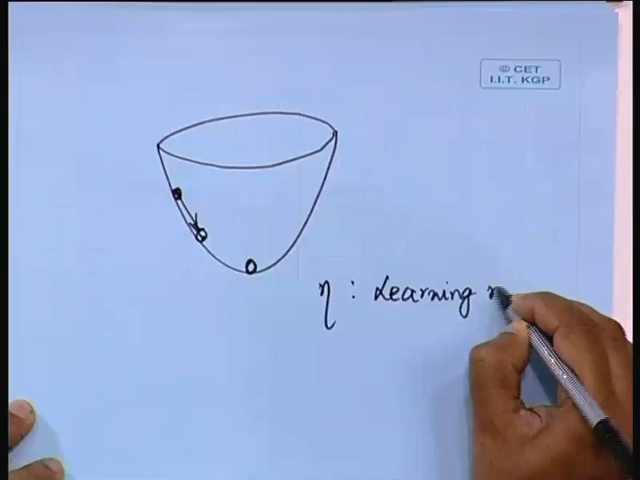 © CET
I.I.T. KGP
η : Learning r